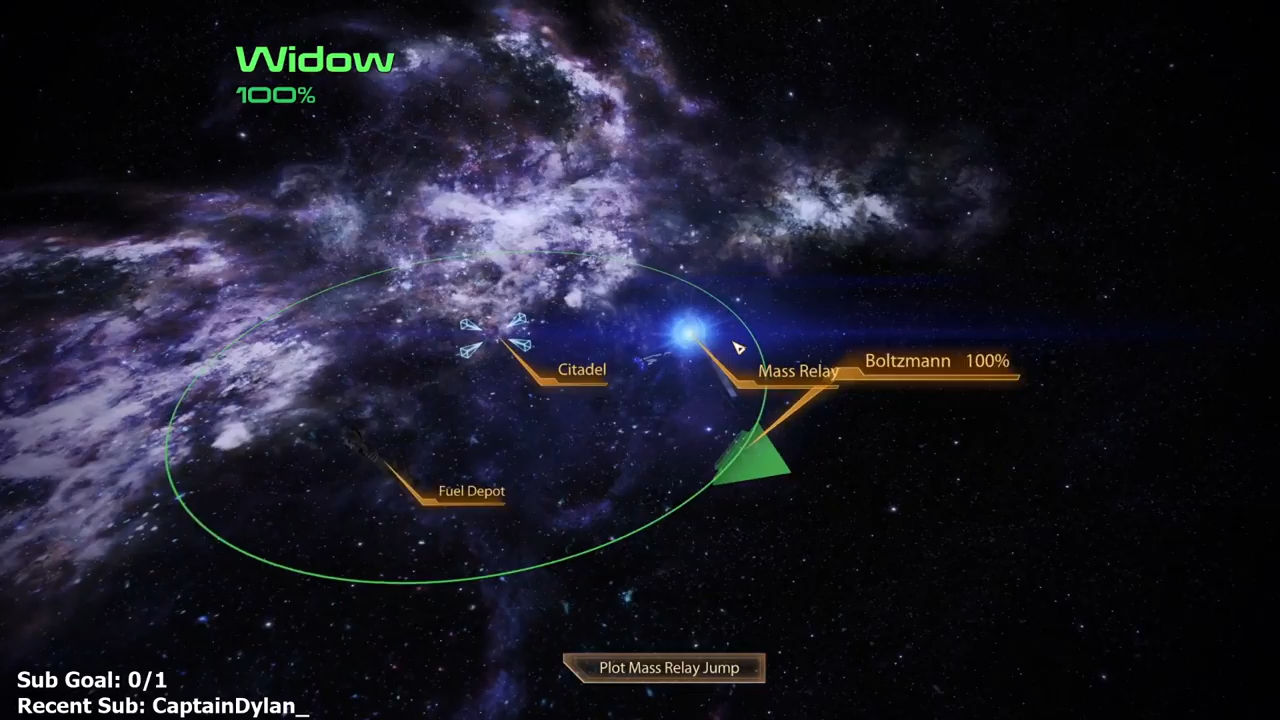 Widow
100%
Citadel
Mass Relay
Boltzmann 100%
Fuel Depot
Plot Mass Relay Jump
Sub Goal: 0/1
Recent Sub: CaptainDylan_